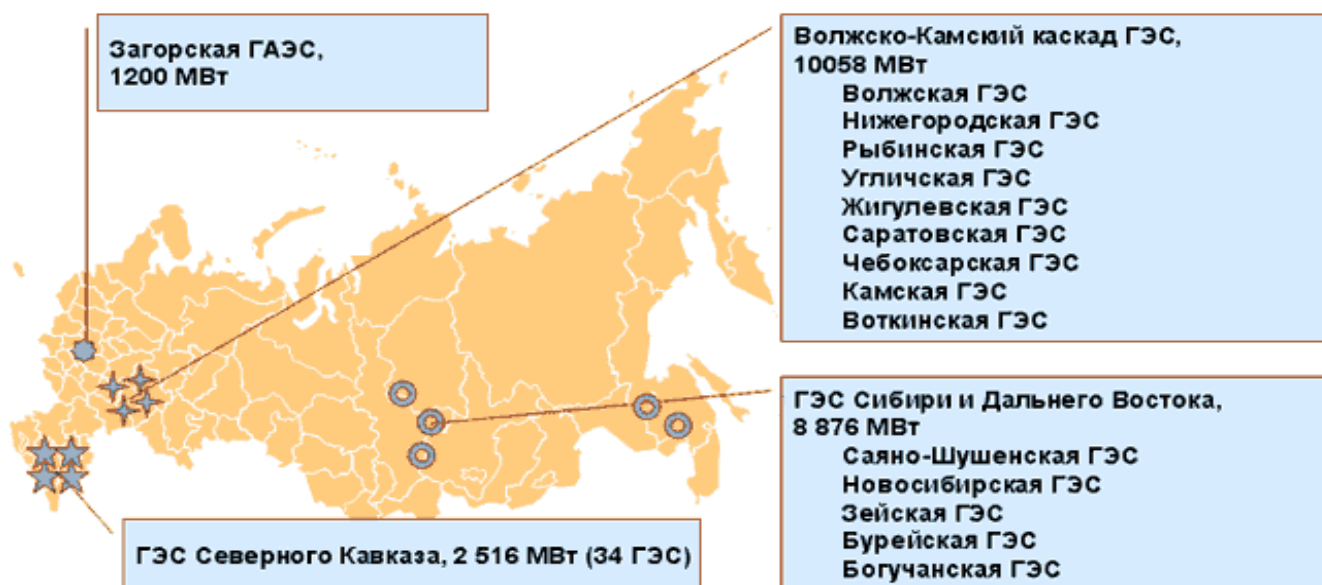 Загорская ГАЭС,
1200 МВт
Волжско-Камский каскад ГЭС,
10058 МВт
Волжская ГЭС
Нижегородская ГЭС
Рыбинская ГЭС
Угличская ГЭС
Жигулевская ГЭС
Саратовская ГЭС
Чебоксарская ГЭС
Камская ГЭС
Воткинская ГЭС
ГЭС Сибири и Дальнего Востока,
8 876 МВт
Саяно-Шушенская ГЭС
Новосибирская ГЭС
Зейская ГЭС
Бурейская ГЭС
Богучанская ГЭС
ГЭС Северного Кавказа, 2 516 МВт (34 ГЭС)